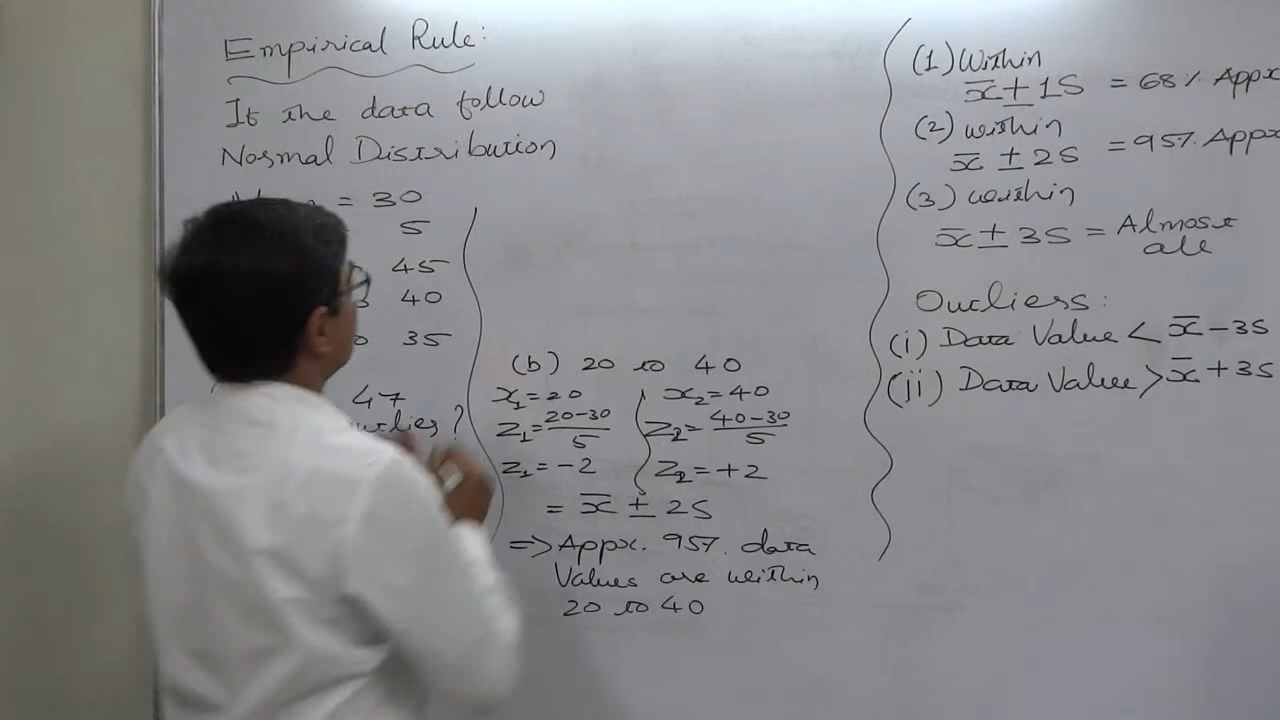 Empirical Rule:
If the data follow
Normal Distribution
= 30
5
45
40
35
47
outlier?
(b) 20 to 40
x₁=20
Z₁=20-30/5
Z₁=-2
x₂=40
Z₂=40-30/5
Z₂=+2
= x̄ ± 2S
=> Appx. 95%. data
Values are within
20 to 40
(1) Within
x̄ ± 1S = 68% Appx
(2) within
x̄ ± 2S = 95%. Appx
(3) within
x̄ ± 3S = Almost
all
Outliers:
(i) Data Value < x̄ - 3S
(ii) Data Value > x̄ + 3S